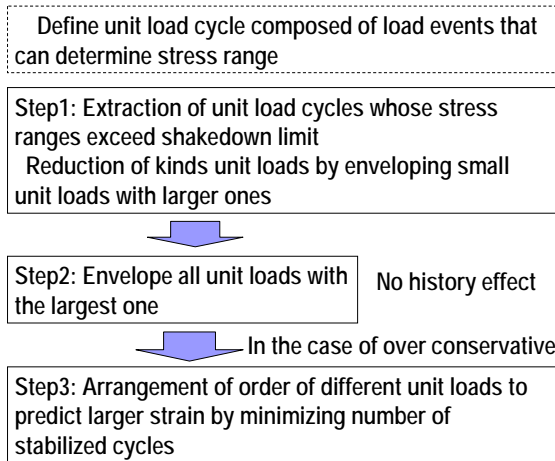 Define unit load cycle composed of load events that
can determine stress range
Step1: Extraction of unit load cycles whose stress
ranges exceed shakedown limit
Reduction of kinds unit loads by enveloping small
unit loads with larger ones
Step2: Envelope all unit loads with
the largest one
No history effect
In the case of over conservative
Step3: Arrangement of order of different unit loads to
predict larger strain by minimizing number of
stabilized cycles